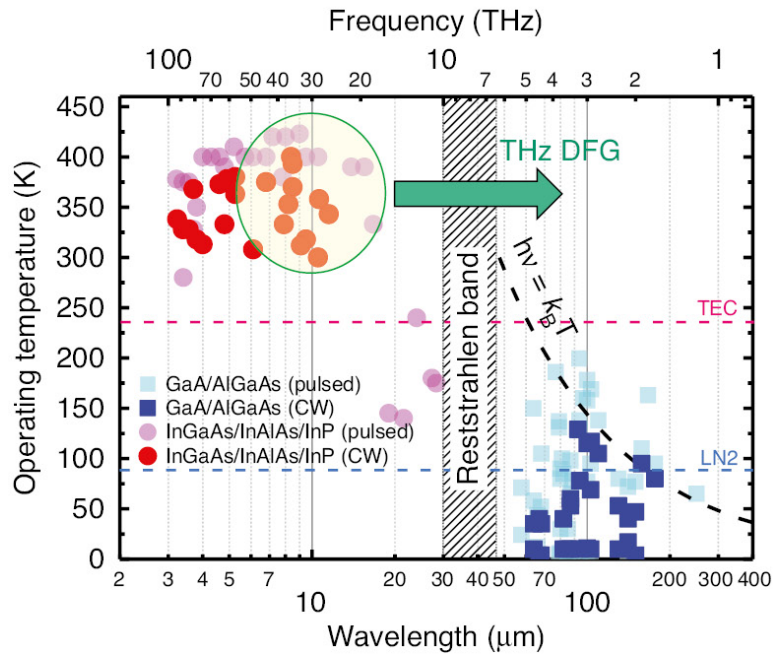 Frequency (THz)
100 10 1
70 50 40 30 20 7 6 5 4 3 2
Operating temperature (K)
450
400
350
300
250
200
150
100
50
0
THz DFG
hν = k_BT
Reststrahlen band
TEC
GaA/AlGaAs (pulsed)
GaA/AlGaAs (CW)
InGaAs/InAlAs/InP (pulsed)
InGaAs/InAlAs/InP (CW)
LN2
2 3 4 5 7 20 30 40 50 70 200 300 400
10 100
Wavelength (μm)